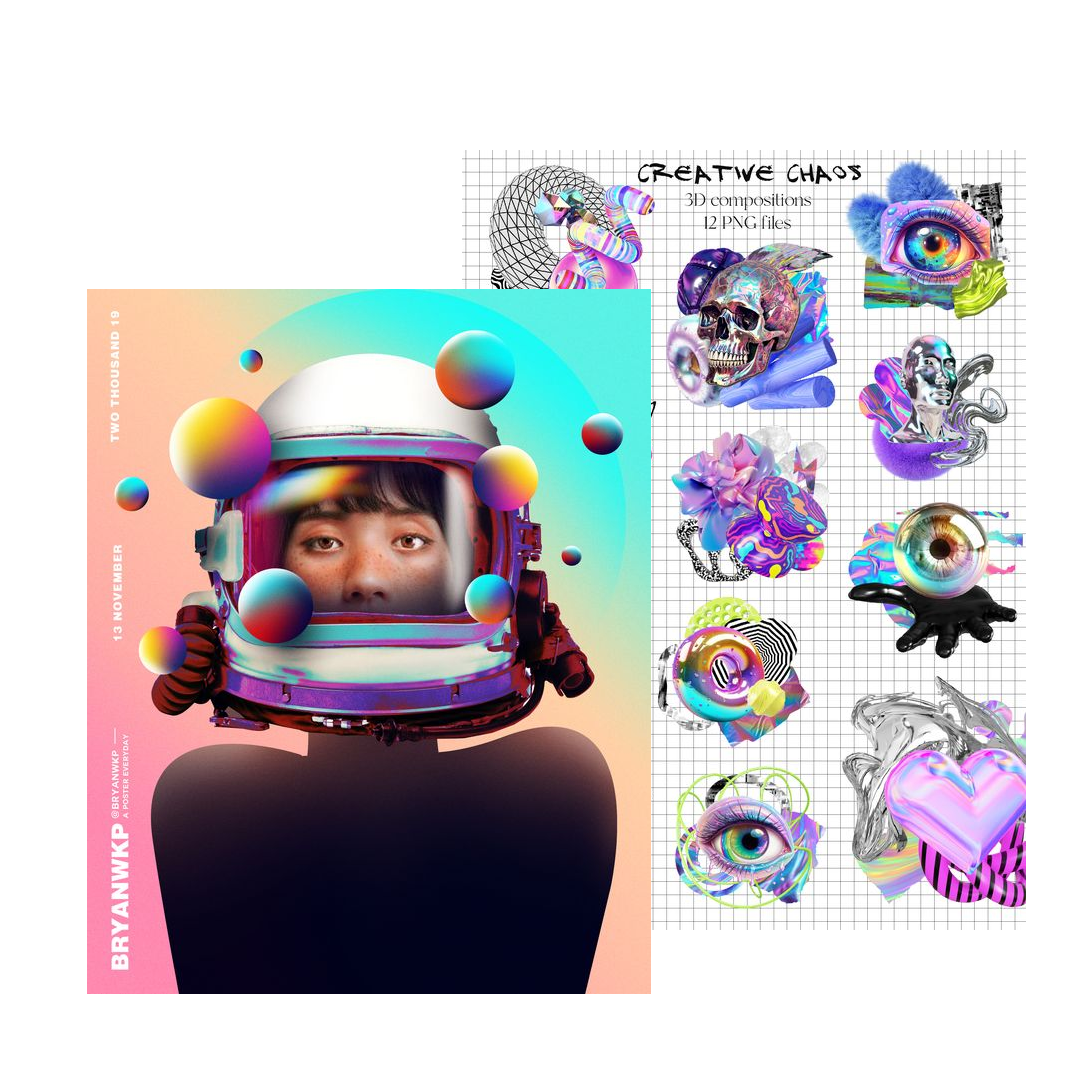 CREATIVE CHAOS
3D compositions
12 PNG files
TWO THOUSAND 19
13 NOVEMBER
@BRYANWKP
A POSTER EVERYDAY
BRYANWKP